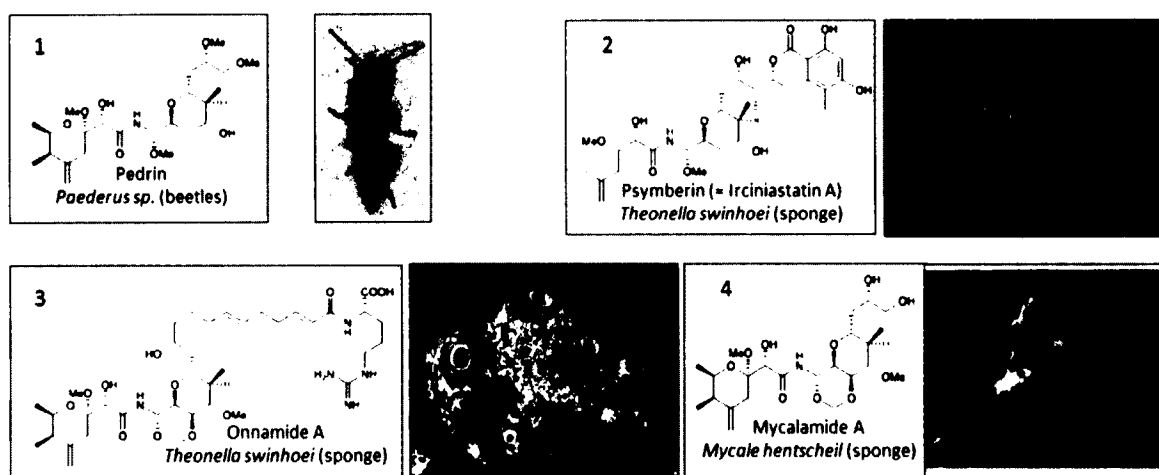 1
OMe
OMe
OH
MeO
H
N
O
O
OH
O
OMe
Pedrin
Paederus sp. (beetles)
2
O
OH
OH
O
OH
OH
H
N
O
MeO
O
OMe
OH
Psymberin (= Irciniastatin A)
Theonella swinhoei (sponge)
3
O
COOH
NH
HO
H2N
NH
NH
MeO
OH
H
N
O
O
O
O
OMe
Onnamide A
Theonella swinhoei (sponge)
4
OH
OH
MeO
OH
H
N
O
O
O
O
O
OMe
Mycalamide A
Mycale hentscheil (sponge)